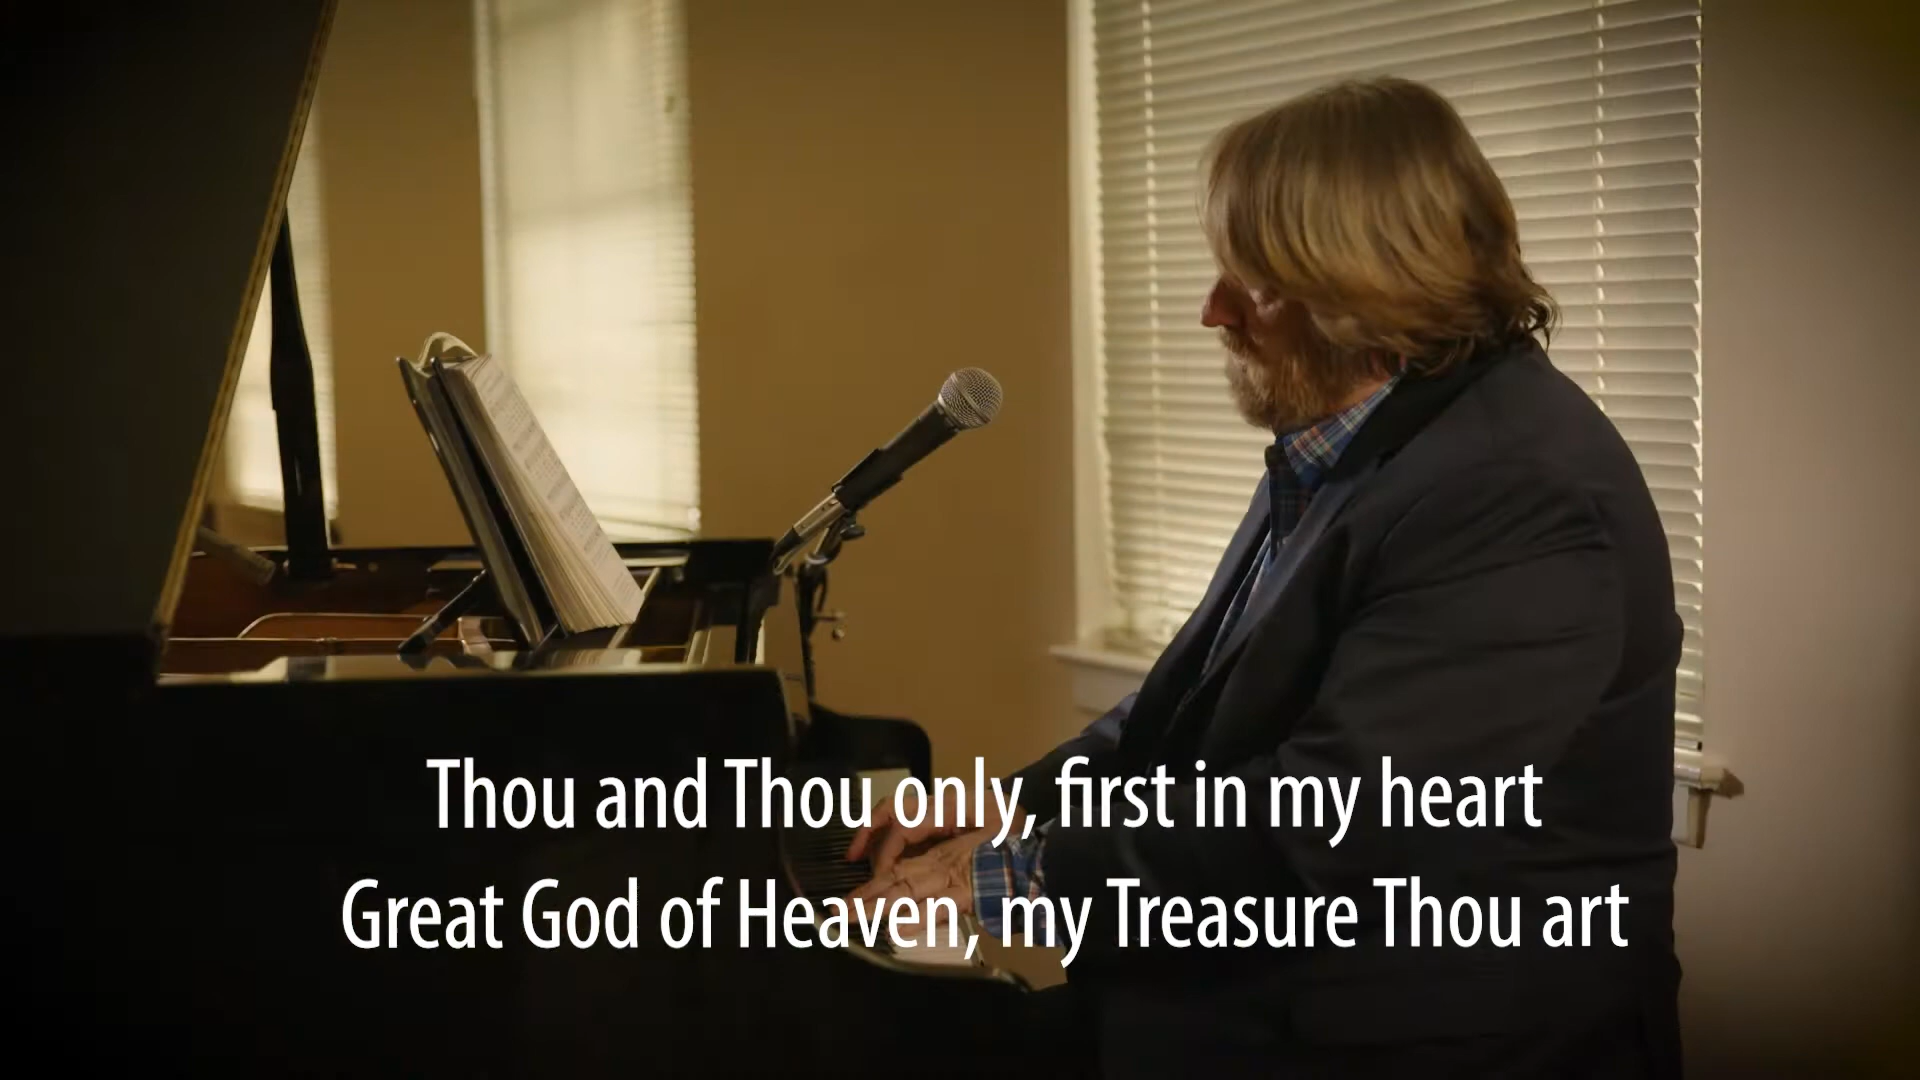 Thou and Thou only, first in my heart
Great God of Heaven, my Treasure Thou art